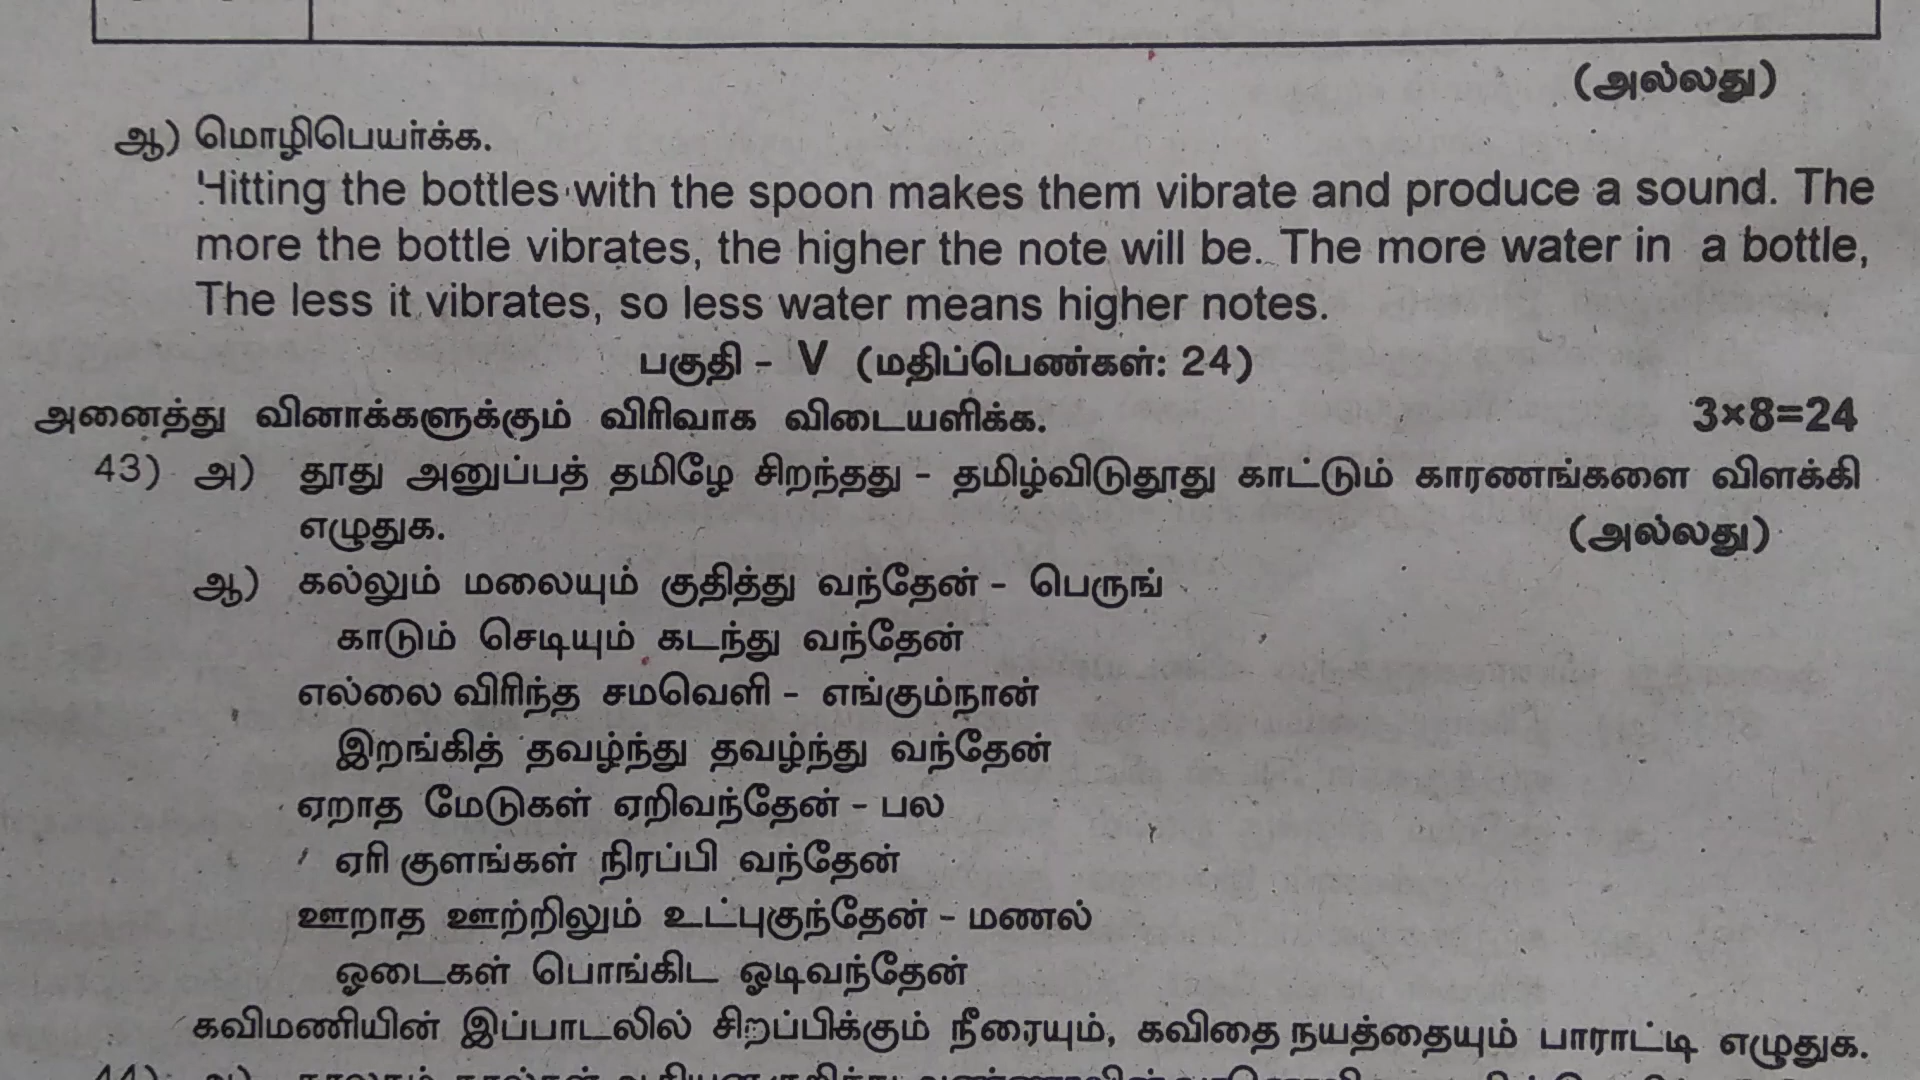 (அல்லது)
ஆ) மொழிபெயர்க்க.
Hitting the bottles with the spoon makes them vibrate and produce a sound. The
more the bottle vibrates, the higher the note will be. The more water in a bottle,
The less it vibrates, so less water means higher notes.
பகுதி - V (மதிப்பெண்கள்: 24)
அனைத்து வினாக்களுக்கும் விரிவாக விடையளிக்க. 3×8=24
43) அ) தூது அனுப்பத் தமிழே சிறந்தது - தமிழ்விடுதூது காட்டும் காரணங்களை விளக்கி
எழுதுக. (அல்லது)
ஆ) கல்லும் மலையும் குதித்து வந்தேன் - பெருங்
காடும் செடியும் கடந்து வந்தேன்
எல்லை விரிந்த சமவெளி - எங்கும்நான்
இறங்கித் தவழ்ந்து தவழ்ந்து வந்தேன்
ஏறாத மேடுகள் ஏறிவந்தேன் - பல
ஏரி குளங்கள் நிரப்பி வந்தேன்
ஊறாத ஊற்றிலும் உட்புகுந்தேன் - மணல்
ஓடைகள் பொங்கிட ஓடிவந்தேன்
கவிமணியின் இப்பாடலில் சிறப்பிக்கும் நீரையும், கவிதை நயத்தையும் பாராட்டி எழுதுக.
44) அ)